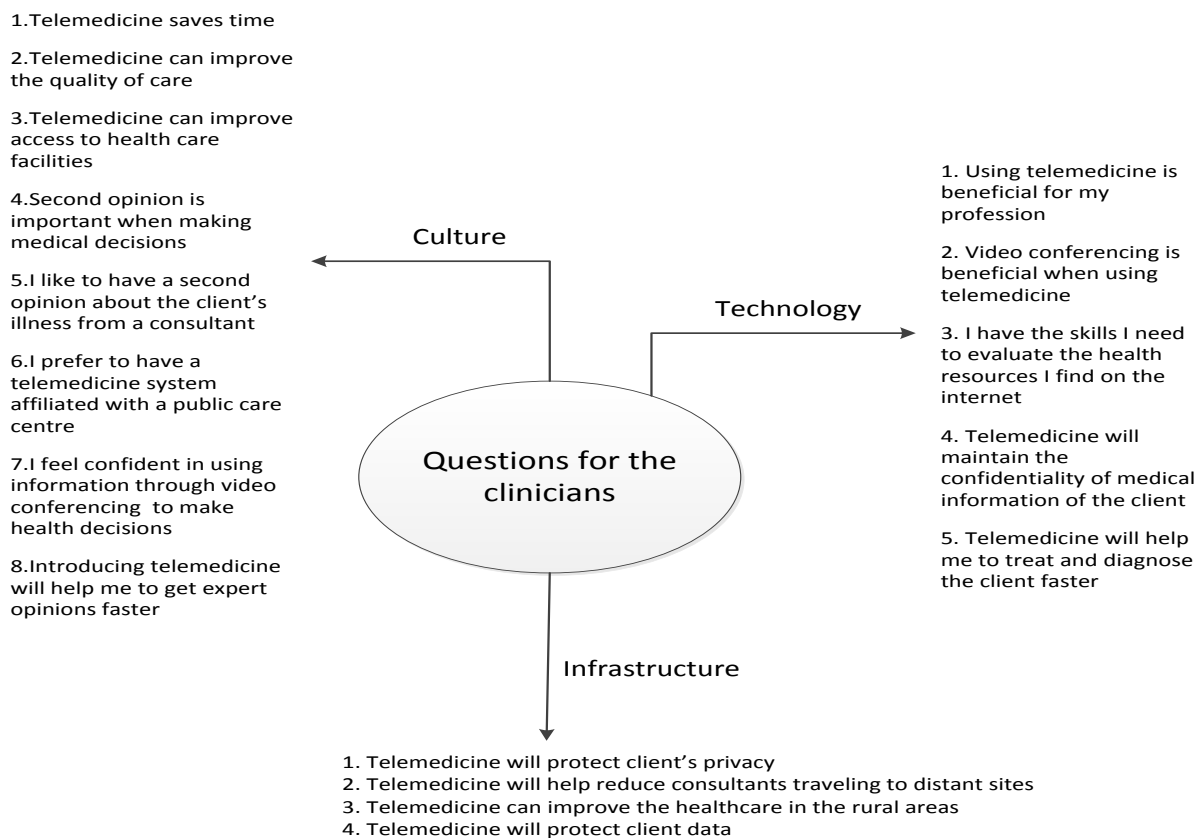 1.Telemedicine saves time
2.Telemedicine can improve
the quality of care
3.Telemedicine can improve
access to health care
facilities
4.Second opinion is
important when making
medical decisions
5.I like to have a second
opinion about the client's
illness from a consultant
6.I prefer to have a
telemedicine system
affiliated with a public care
centre
7.I feel confident in using
information through video
conferencing to make
health decisions
8.Introducing telemedicine
will help me to get expert
opinions faster
Culture
Technology
1. Using telemedicine is
beneficial for my
profession
2. Video conferencing is
beneficial when using
telemedicine
3. I have the skills I need
to evaluate the health
resources I find on the
internet
4. Telemedicine will
maintain the
confidentiality of medical
information of the client
5. Telemedicine will help
me to treat and diagnose
the client faster
Questions for the
clinicians
Infrastructure
1. Telemedicine will protect client's privacy
2. Telemedicine will help reduce consultants traveling to distant sites
3. Telemedicine can improve the healthcare in the rural areas
4. Telemedicine will protect client data